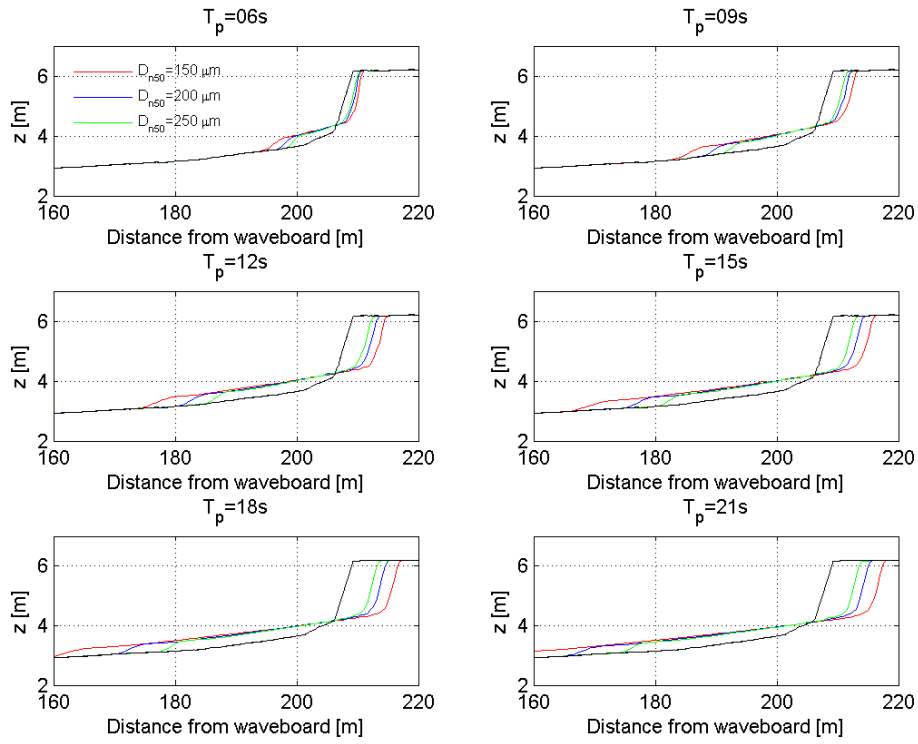 T_p=06s
T_p=09s
D_n50=150 μm
D_n50=200 μm
D_n50=250 μm
z [m]
6
4
2
160 180 200 220
Distance from waveboard [m]
z [m]
6
4
2
160 180 200 220
Distance from waveboard [m]
T_p=12s
T_p=15s
z [m]
6
4
2
160 180 200 220
Distance from waveboard [m]
z [m]
6
4
2
160 180 200 220
Distance from waveboard [m]
T_p=18s
T_p=21s
z [m]
6
4
2
160 180 200 220
Distance from waveboard [m]
z [m]
6
4
2
160 180 200 220
Distance from waveboard [m]